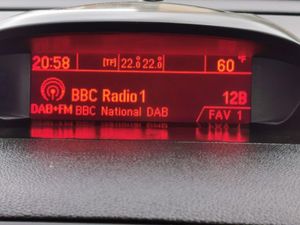 20:58 [TP] 22.0 22.0 60 °F
BBC Radio 1 12B
DAB+FM BBC National DAB FAV 1